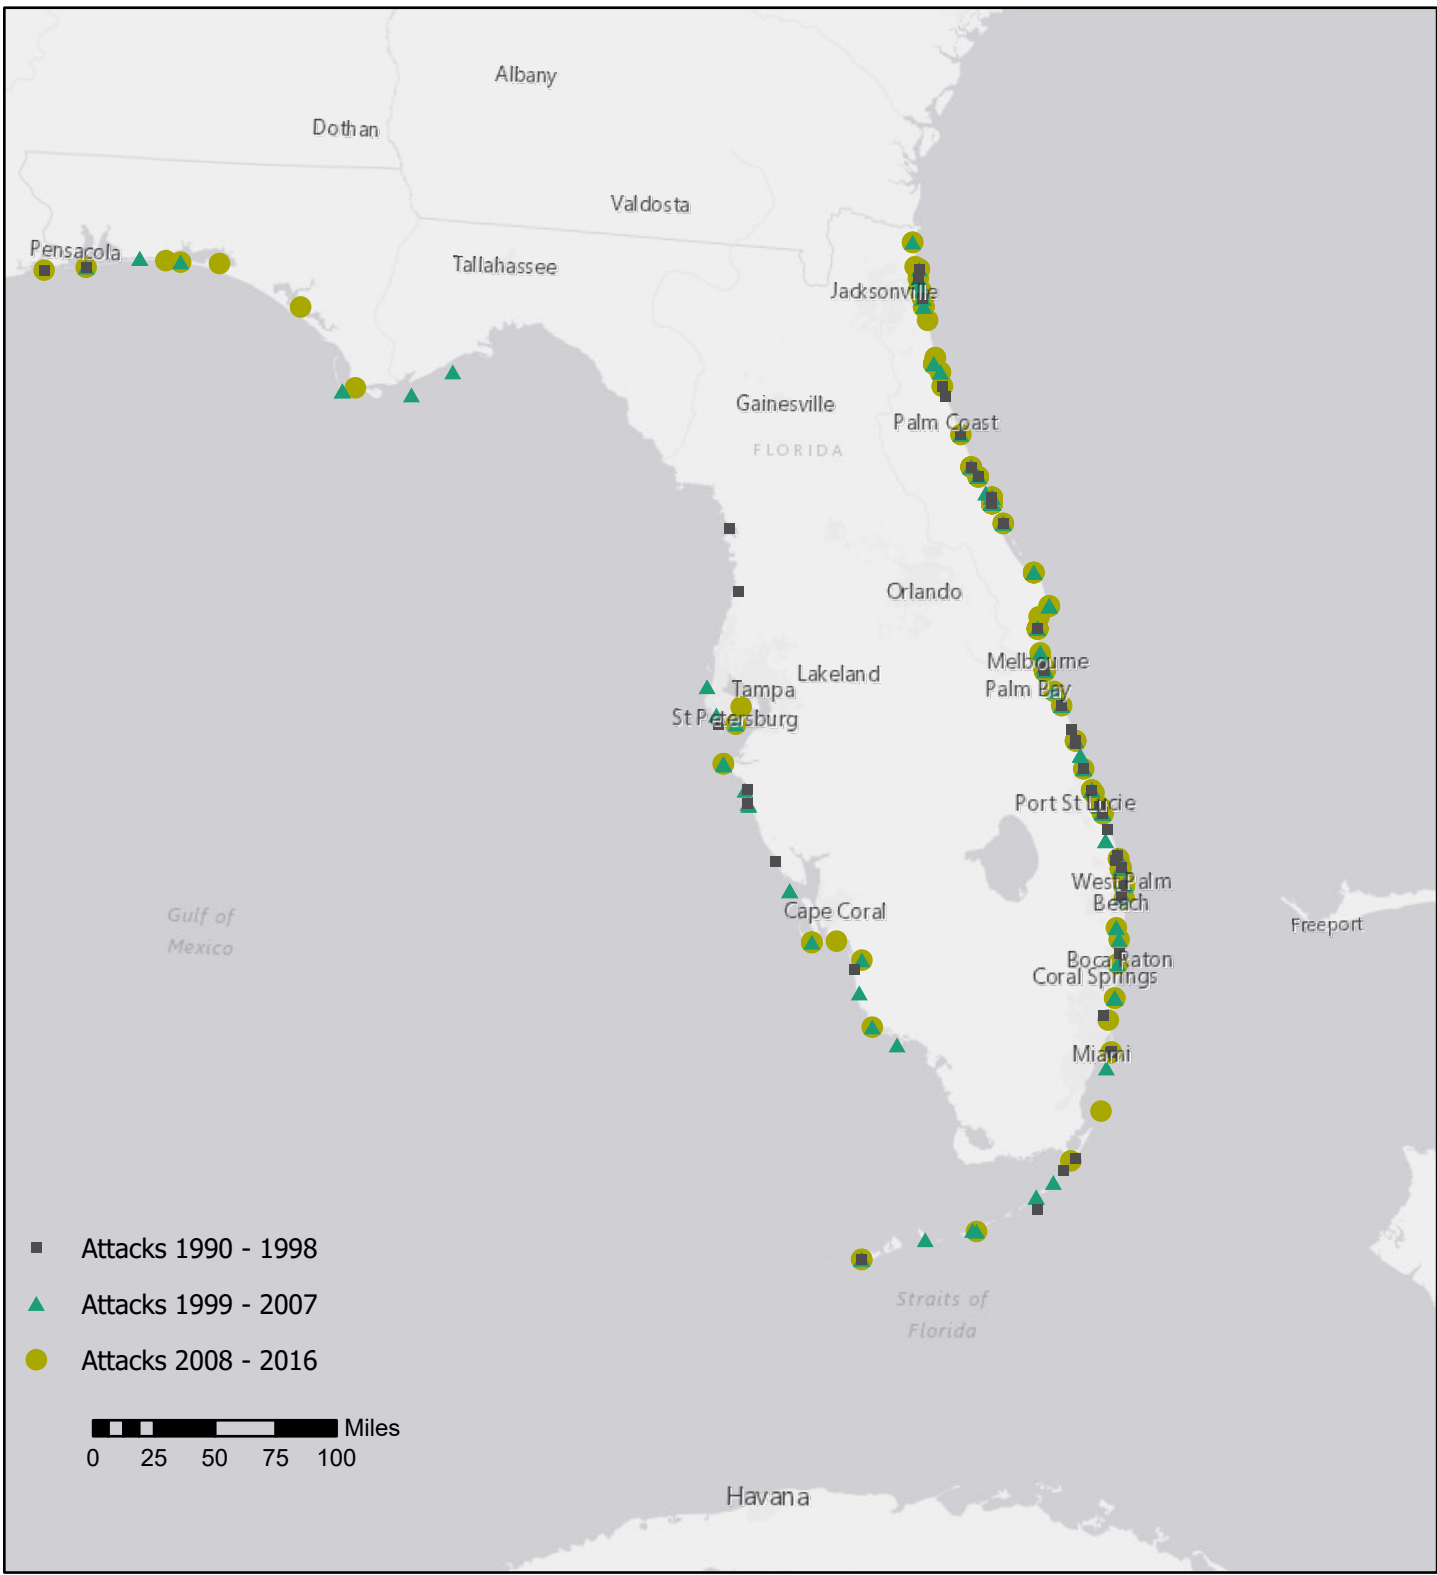 Albany
Dothan
Valdosta
Pensacola
Tallahassee
Jacksonville
Gainesville
Palm Coast
FLORIDA
Orlando
Melbourne
Lakeland
Tampa
Palm Bay
St Petersburg
Port St Lucie
West Palm
Beach
Cape Coral
Gulf of
Mexico
Freeport
Boca Raton
Coral Springs
Miami
Attacks 1990 - 1998
Attacks 1999 - 2007
Attacks 2008 - 2016
Straits of
Florida
Miles
0 25 50 75 100
Havana